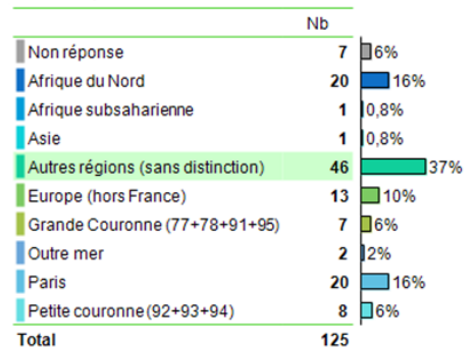 Nb
Non réponse 7 6%
Afrique du Nord 20 16%
Afrique subsaharienne 1 0,8%
Asie 1 0,8%
Autres régions (sans distinction) 46 37%
Europe (hors France) 13 10%
Grande Couronne (77+78+91+95) 7 6%
Outre mer 2 2%
Paris 20 16%
Petite couronne (92+93+94) 8 6%
Total 125